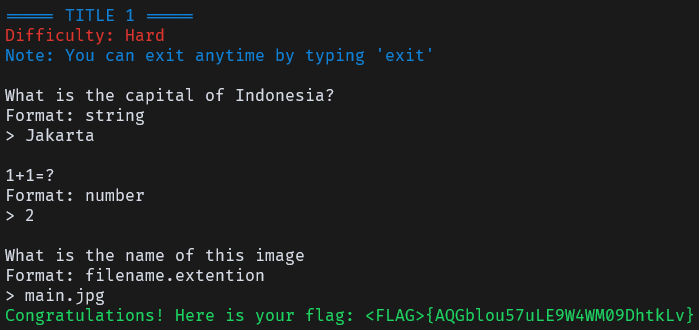 ===== TITLE 1 =====
Difficulty: Hard
Note: You can exit anytime by typing 'exit'
What is the capital of Indonesia?
Format: string
> Jakarta
1+1=?
Format: number
> 2
What is the name of this image
Format: filename.extention
> main.jpg
Congratulations! Here is your flag: <FLAG>{AQGblou57uLE9W4WM09DhtkLv}